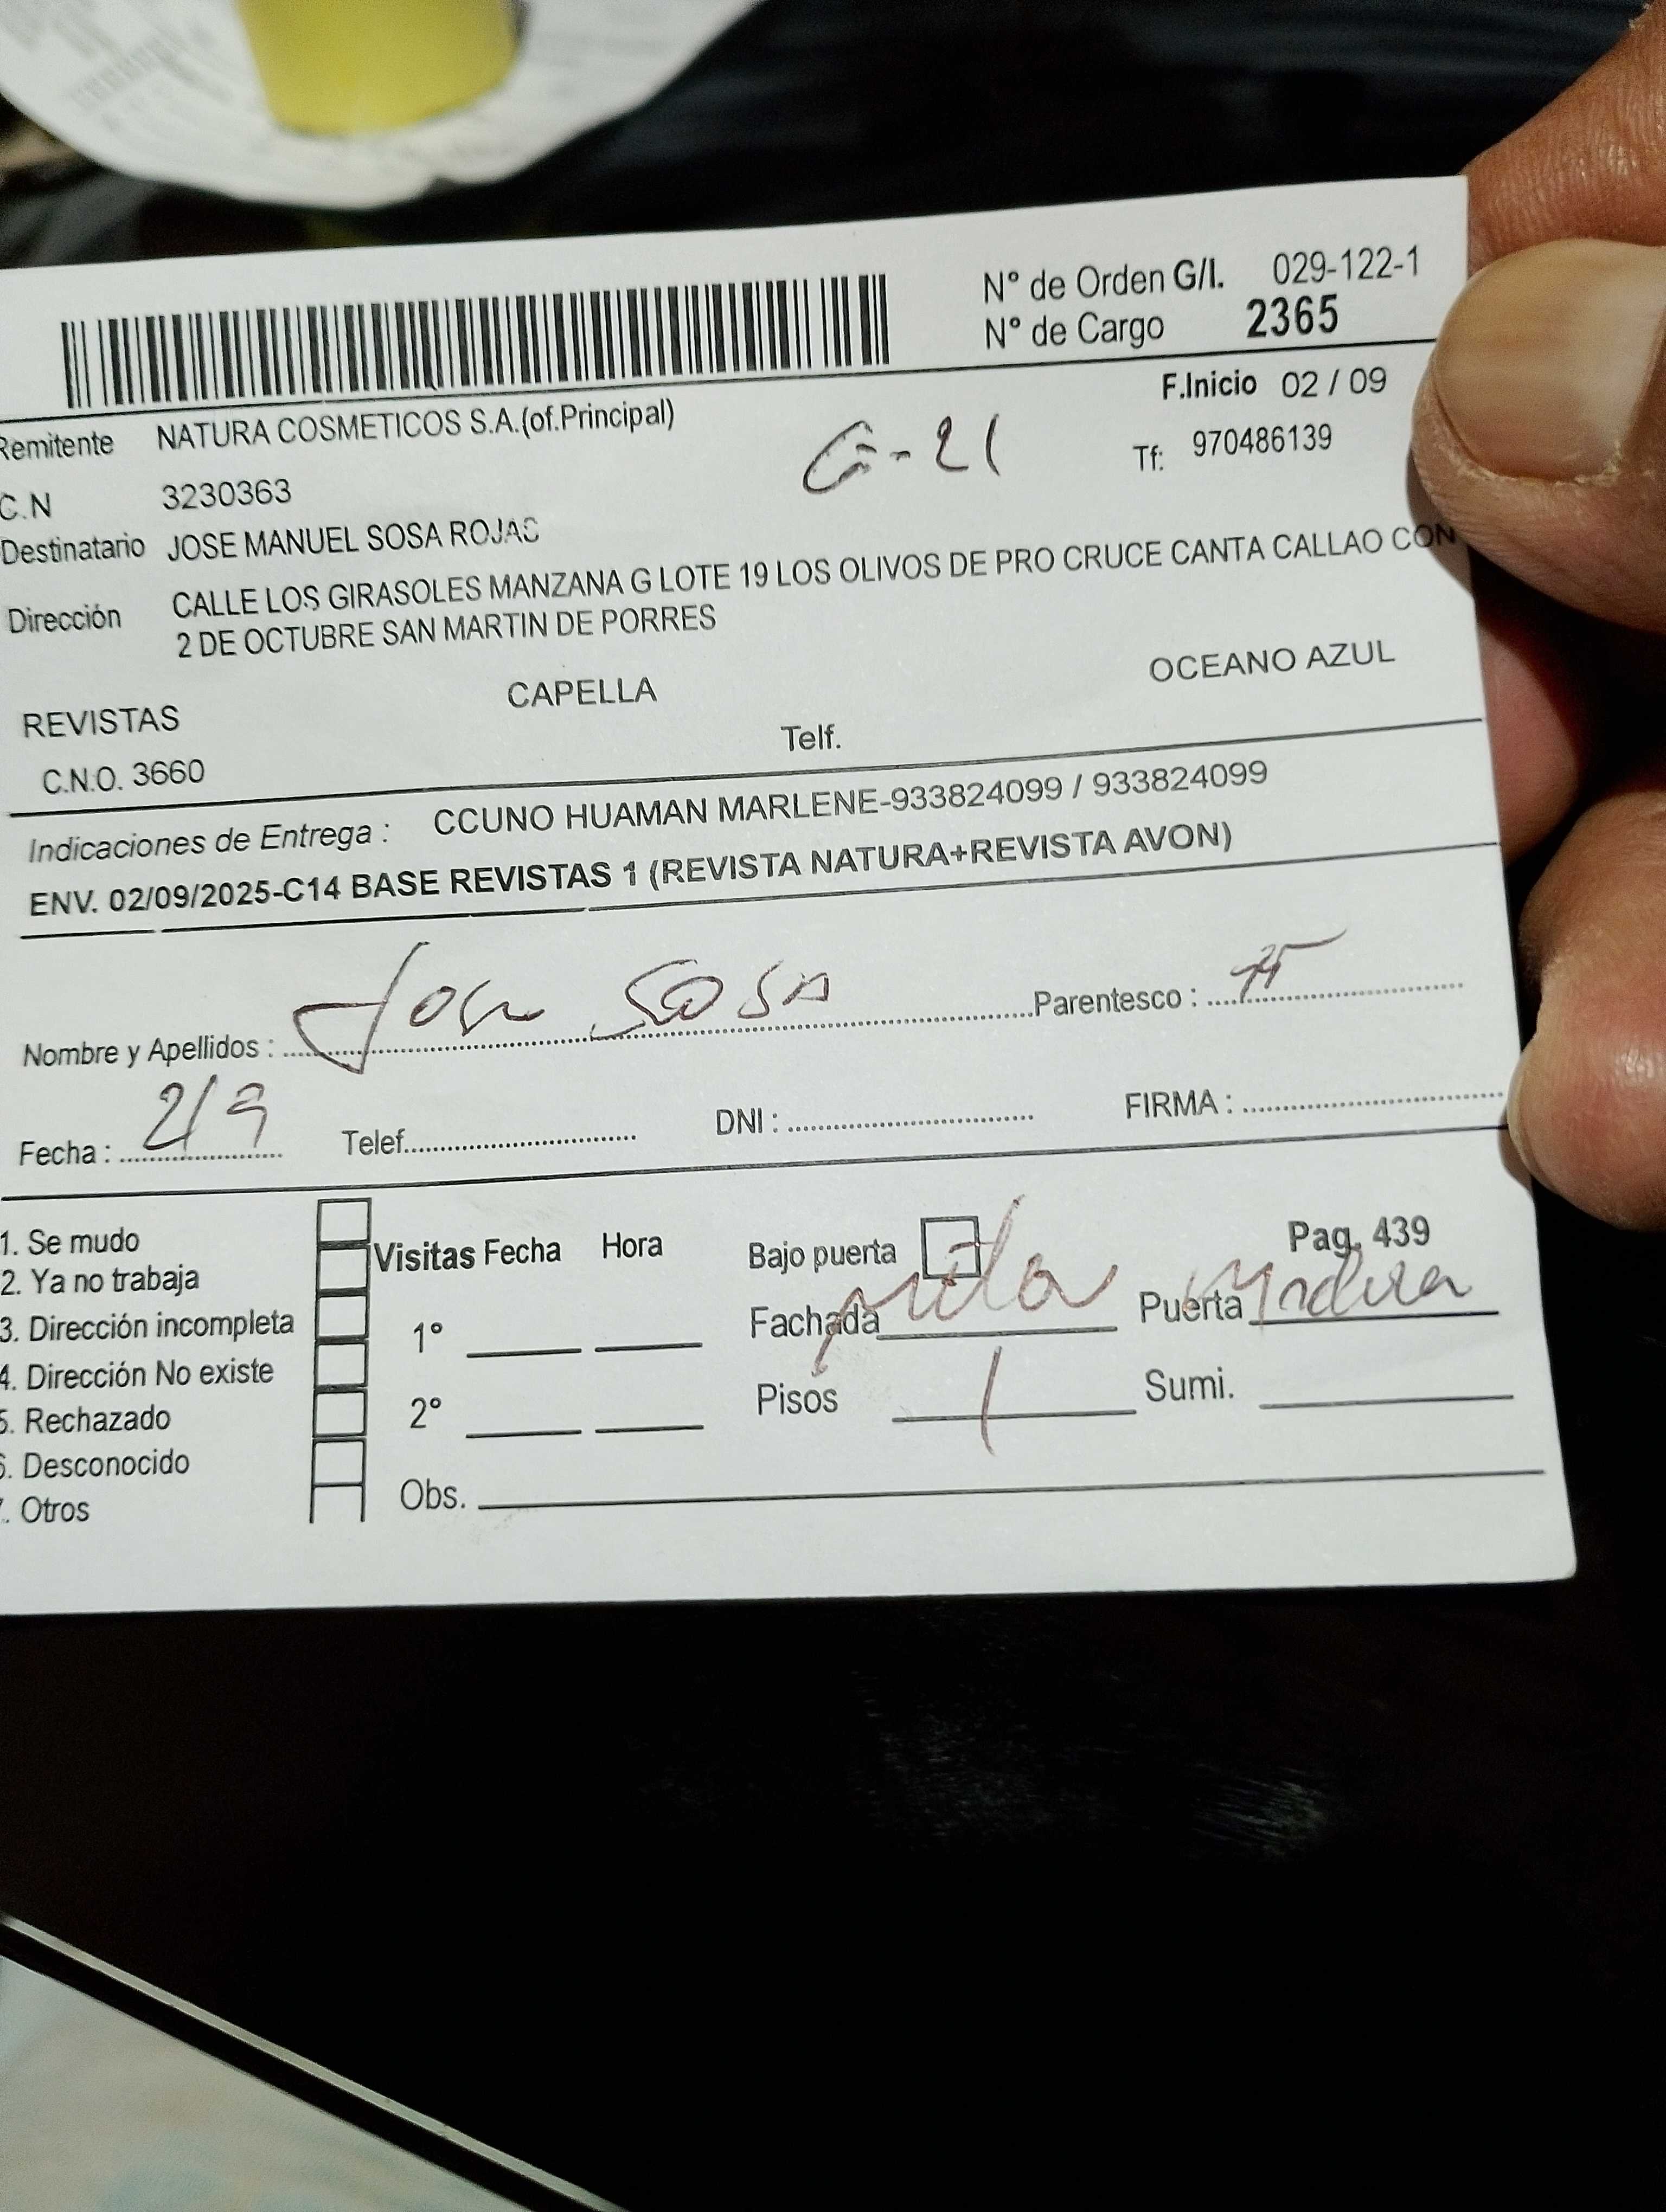 Nº de Orden G/I. 029-122-1
Nº de Cargo 2365
F.Inicio 02 / 09
Remitente NATURA COSMETICOS S.A.(of.Principal)
G-21
Tf: 970486139
C.N 3230363
Destinatario JOSE MANUEL SOSA ROJAS
Dirección CALLE LOS GIRASOLES MANZANA G LOTE 19 LOS OLIVOS DE PRO CRUCE CANTA CALLAO CON
2 DE OCTUBRE SAN MARTIN DE PORRES
REVISTAS CAPELLA OCEANO AZUL
C.N.O. 3660 Telf.
Indicaciones de Entrega : CCUNO HUAMAN MARLENE-933824099 / 933824099
ENV. 02/09/2025-C14 BASE REVISTAS 1 (REVISTA NATURA+REVISTA AVON)
Nombre y Apellidos : Jose SOSA Parentesco :
Fecha : 2/9 Telef. DNI : FIRMA :
1. Se mudo
2. Ya no trabaja
3. Dirección incompleta
4. Dirección No existe
5. Rechazado
6. Desconocido
. Otros
Visitas Fecha Hora
1º
2º
Obs.
Bajo puerta Pag. 439
Fachada Puerta Madera
Pisos 1 Sumi.